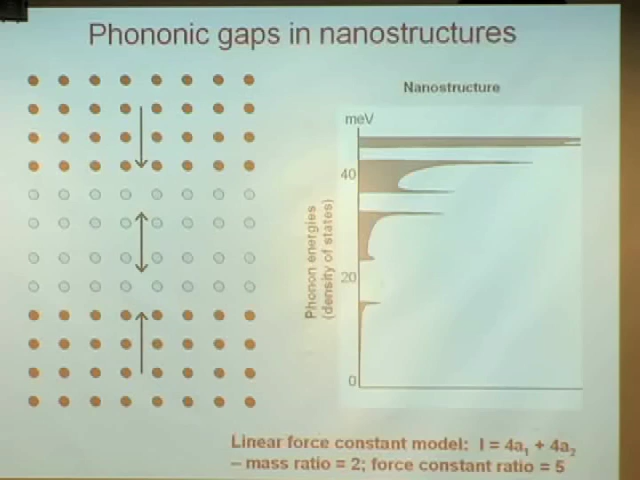 Phononic gaps in nanostructures
Nanostructure
meV
40
20
0
Phonon energies
(density of states)
Linear force constant model: l = 4a₁ + 4a₂
– mass ratio = 2; force constant ratio = 5